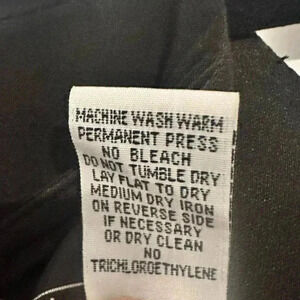 MACHINE WASH WARM
PERMANENT PRESS
NO BLEACH
DO NOT TUMBLE DRY
LAY FLAT TO DRY
MEDIUM DRY IRON
ON REVERSE SIDE
IF NECESSARY
OR DRY CLEAN
NO
TRICHLOROETHYLENE